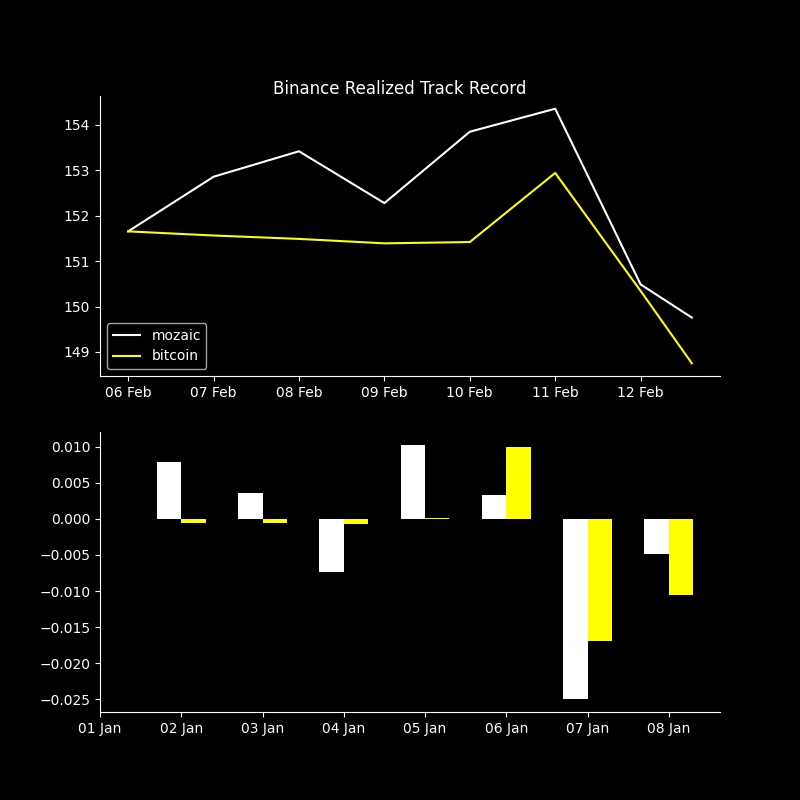 Binance Realized Track Record
154
153
152
151
150
149
mozaic
bitcoin
06 Feb 07 Feb 08 Feb 09 Feb 10 Feb 11 Feb 12 Feb
0.010
0.005
0.000
−0.005
−0.010
−0.015
−0.020
−0.025
01 Jan 02 Jan 03 Jan 04 Jan 05 Jan 06 Jan 07 Jan 08 Jan